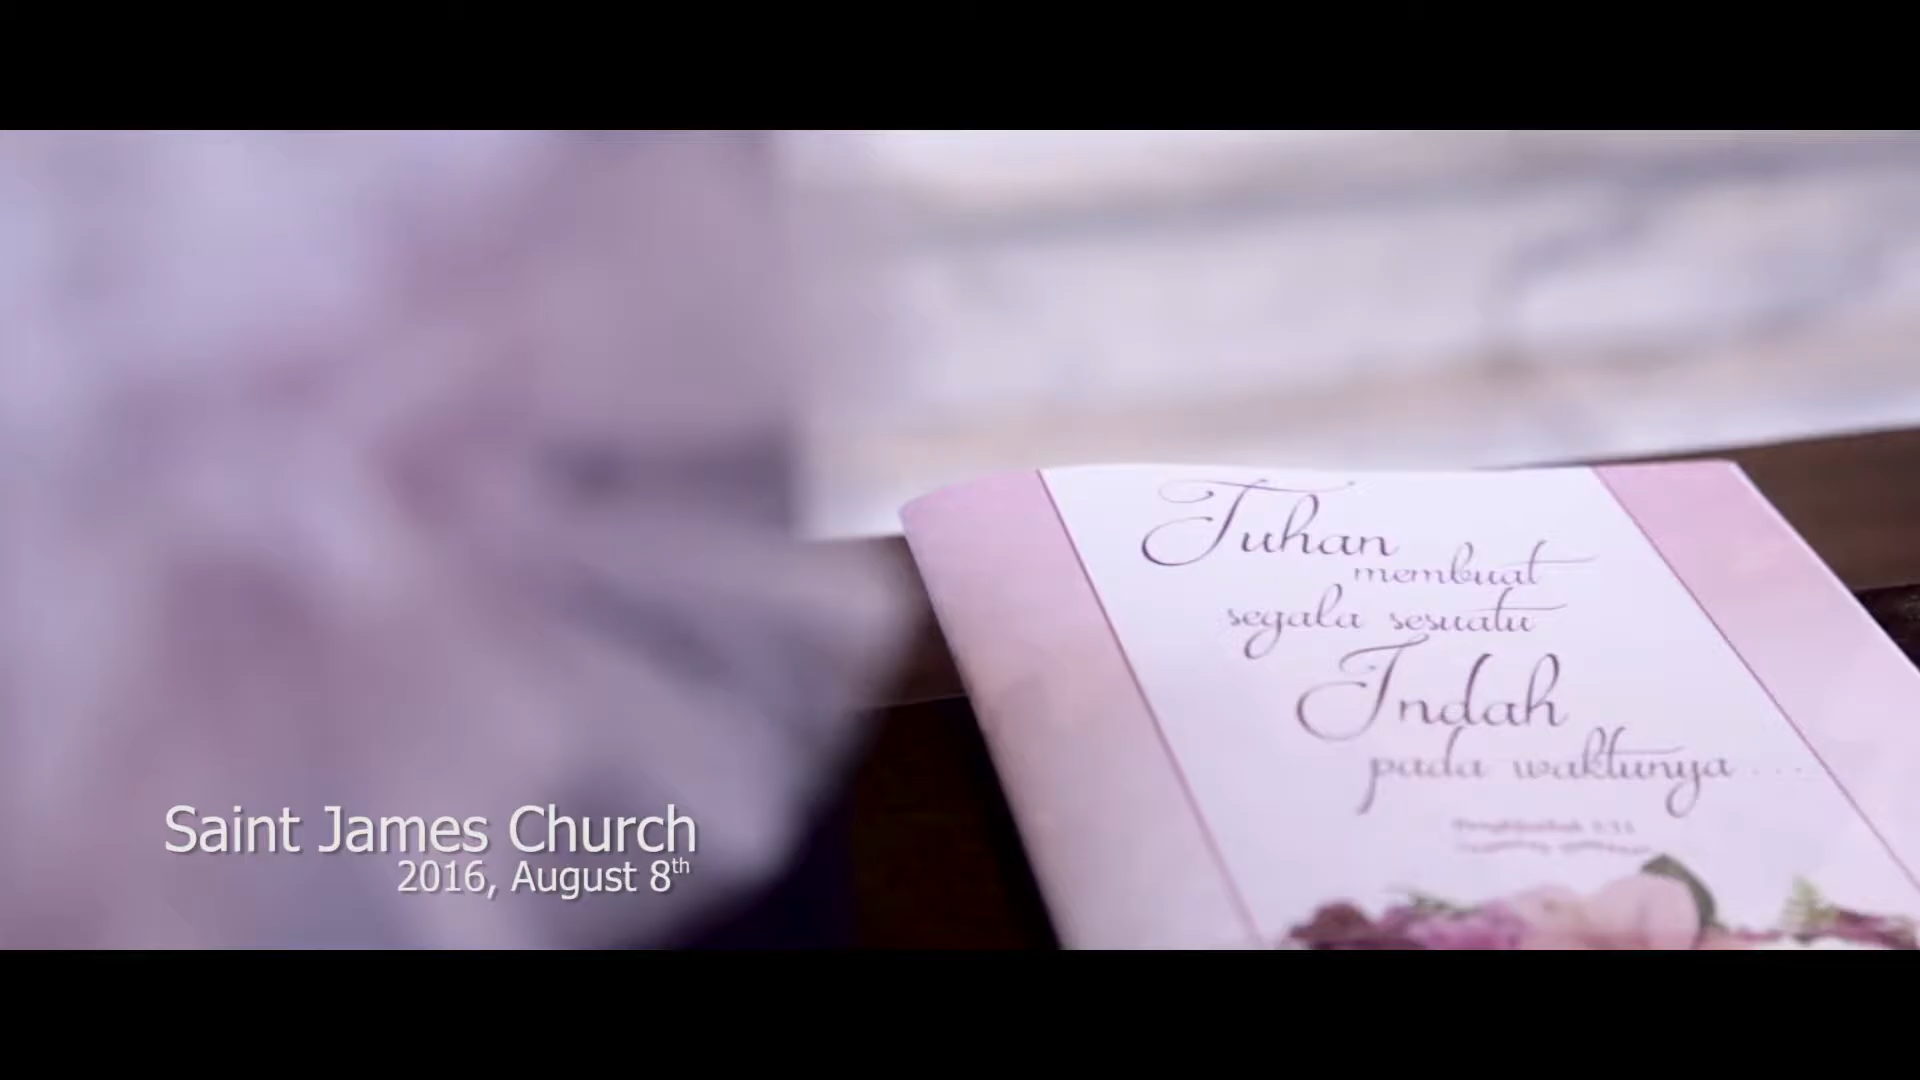 Tuhan
membuat
segala sesuatu
Indah
pada waktunya...
Saint James Church
2016, August 8th